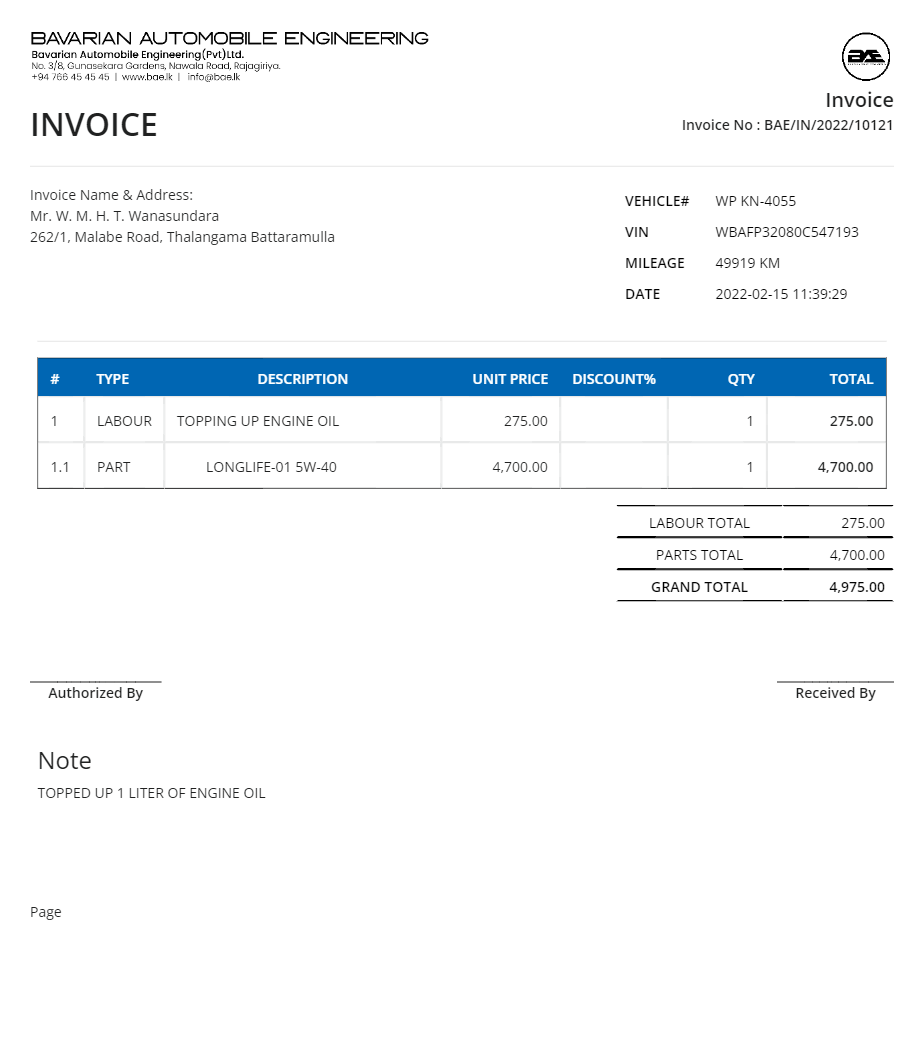 BAVARIAN AUTOMOBILE ENGINEERING
Bavarian Automobile Engineering(Pvt)Ltd.
No. 3/8, Gunasekara Gardens, Nawala Road, Rajagiriya.
+94 766 45 45 45 | www.bae.lk | info@bae.lk
BAE
Invoice
INVOICE
Invoice No : BAE/IN/2022/10121
Invoice Name & Address:
Mr. W. M. H. T. Wanasundara
262/1, Malabe Road, Thalangama Battaramulla
VEHICLE# WP KN-4055
VIN WBAFP32080C547193
MILEAGE 49919 KM
DATE 2022-02-15 11:39:29
# TYPE DESCRIPTION UNIT PRICE DISCOUNT% QTY TOTAL
1 LABOUR TOPPING UP ENGINE OIL 275.00 1 275.00
1.1 PART LONGLIFE-01 5W-40 4,700.00 1 4,700.00
LABOUR TOTAL 275.00
PARTS TOTAL 4,700.00
GRAND TOTAL 4,975.00
Authorized By Received By
Note
TOPPED UP 1 LITER OF ENGINE OIL
Page